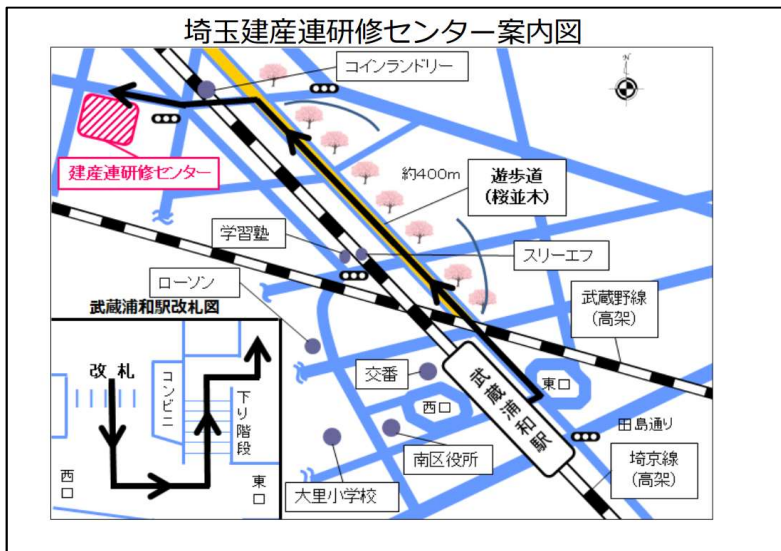 埼玉建産連研修センター案内図
コインランドリー
建産連研修センター
約400m
遊歩道
(桜並木)
学習塾
スリーエフ
ローソン
武蔵野線
(高架)
武蔵浦和駅改札図
改札
コンビニ
下り階段
西口
東口
交番
武蔵浦和駅
東口
西口
田島通り
南区役所
大里小学校
埼京線
(高架)